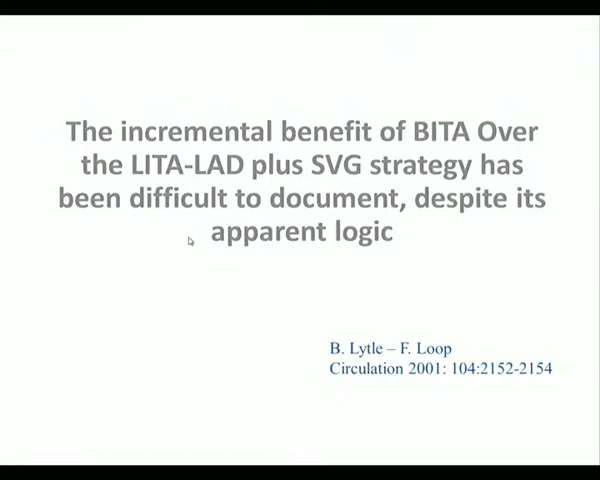 The incremental benefit of BITA Over
the LITA-LAD plus SVG strategy has
been difficult to document, despite its
apparent logic
B. Lytle – F. Loop
Circulation 2001: 104:2152-2154